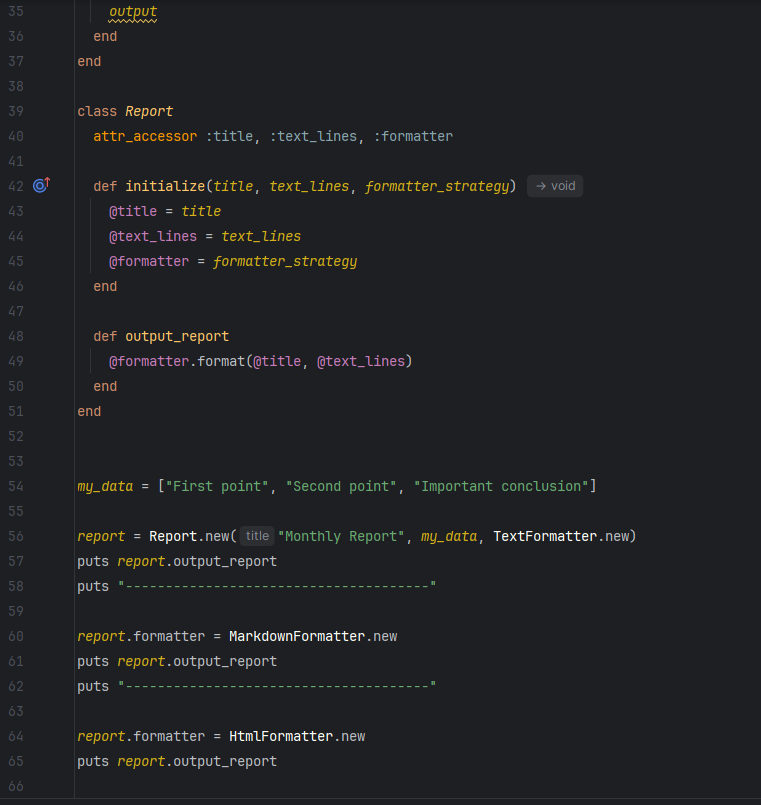 35 output
36 end
37 end
38
39 class Report
40 attr_accessor :title, :text_lines, :formatter
41
42 def initialize(title, text_lines, formatter_strategy) → void
43 @title = title
44 @text_lines = text_lines
45 @formatter = formatter_strategy
46 end
47
48 def output_report
49 @formatter.format(@title, @text_lines)
50 end
51 end
52
53
54 my_data = ["First point", "Second point", "Important conclusion"]
55
56 report = Report.new( title "Monthly Report", my_data, TextFormatter.new)
57 puts report.output_report
58 puts "--------------------------------------"
59
60 report.formatter = MarkdownFormatter.new
61 puts report.output_report
62 puts "--------------------------------------"
63
64 report.formatter = HtmlFormatter.new
65 puts report.output_report
66